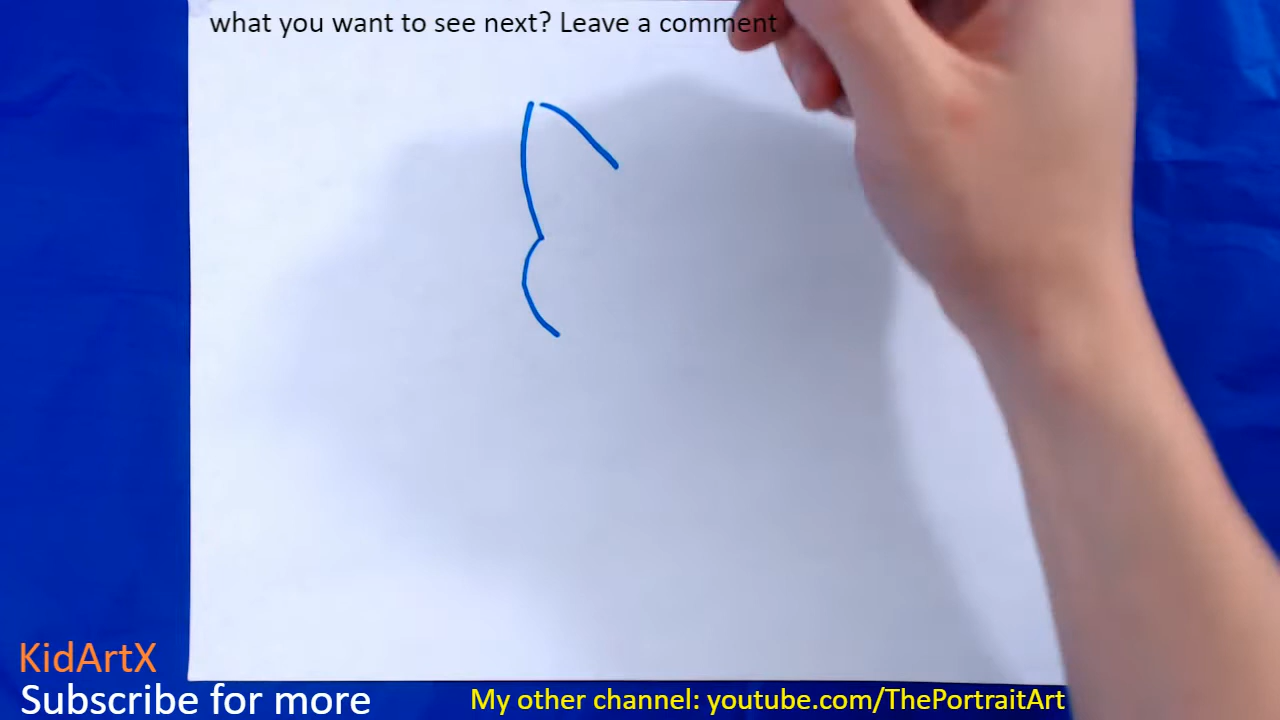 what you want to see next? Leave a comment
KidArtX
Subscribe for more
My other channel: youtube.com/ThePortraitArt